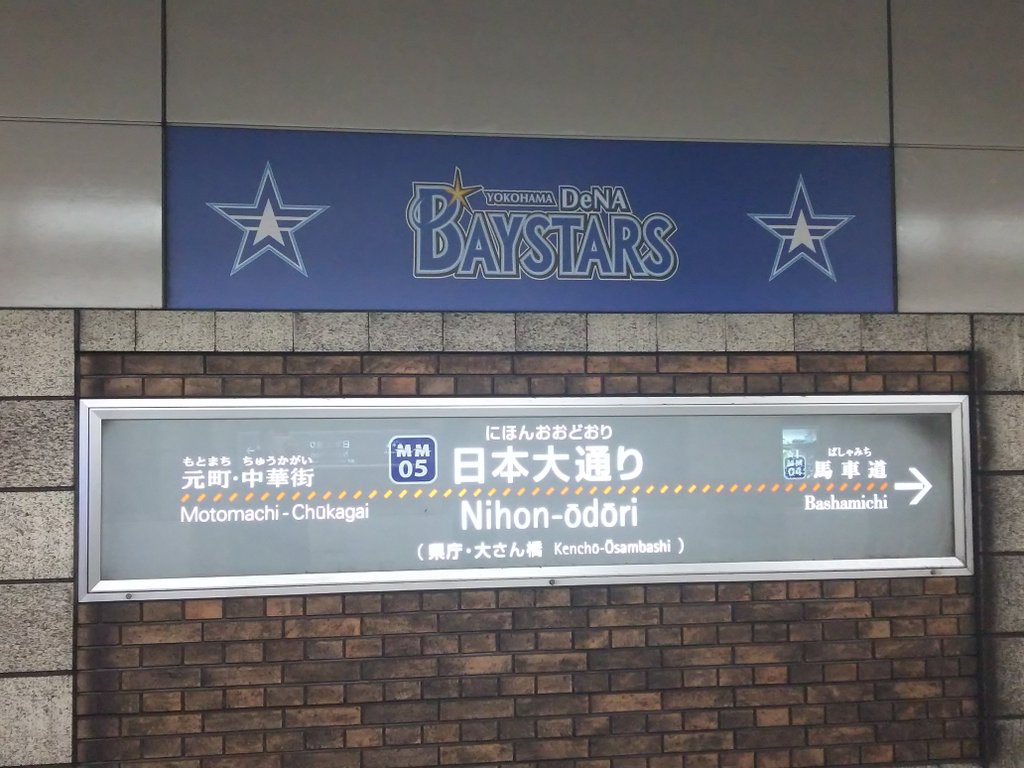 YOKOHAMA DeNA
BAYSTARS
にほんおおどおり
もとまち ちゅうかがい
元町・中華街
MM
05
日本大通り
ばしゃみち
MM
04
馬車道
Motomachi-Chūkagai
Nihon-ōdōri
Bashamichi
(県庁・大さん橋 Kenchō-Ōsambashi)